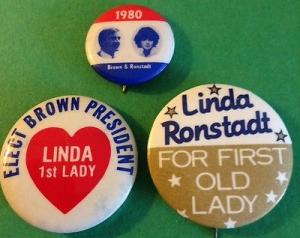 1980
Brown & Ronstadt
ELECT BROWN PRESIDENT
LINDA
1st LADY
Linda
Ronstadt
FOR FIRST
OLD
LADY